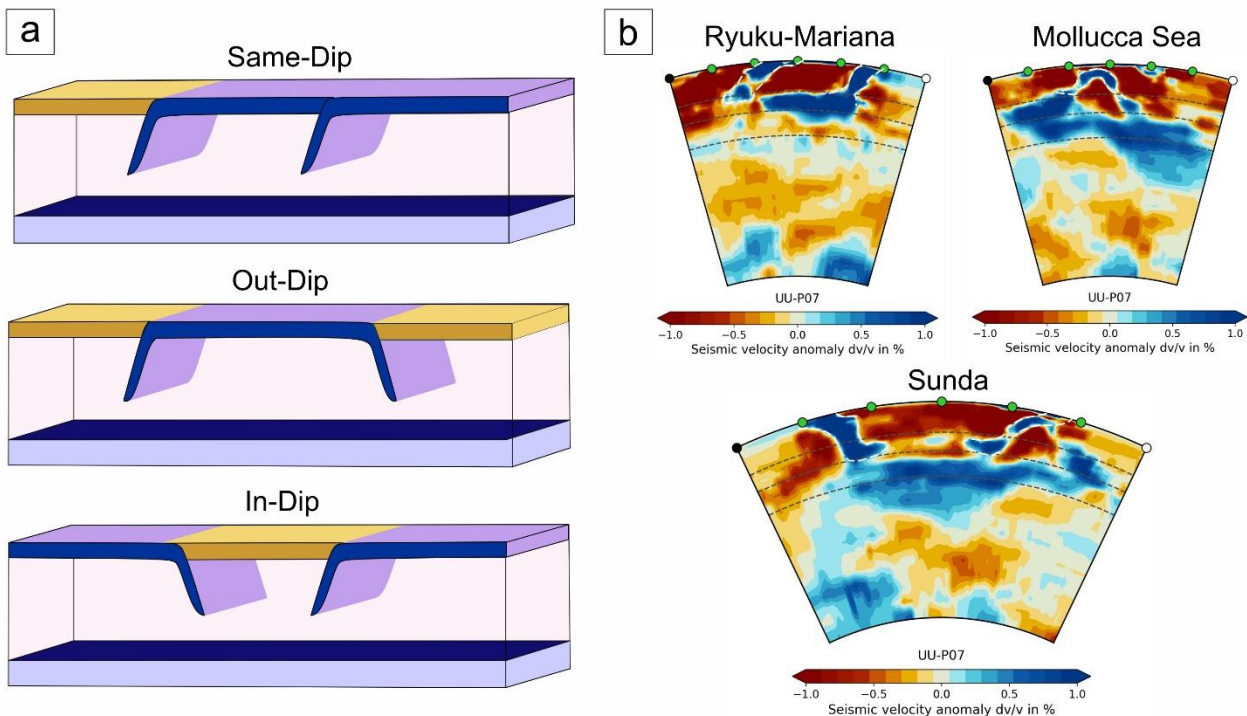 a
Same-Dip
Out-Dip
In-Dip
b
Ryuku-Mariana
UU-P07
−1.0 −0.5 0.0 0.5 1.0
Seismic velocity anomaly dv/v in %
Mollucca Sea
UU-P07
−1.0 −0.5 0.0 0.5 1.0
Seismic velocity anomaly dv/v in %
Sunda
UU-P07
−1.0 −0.5 0.0 0.5 1.0
Seismic velocity anomaly dv/v in %